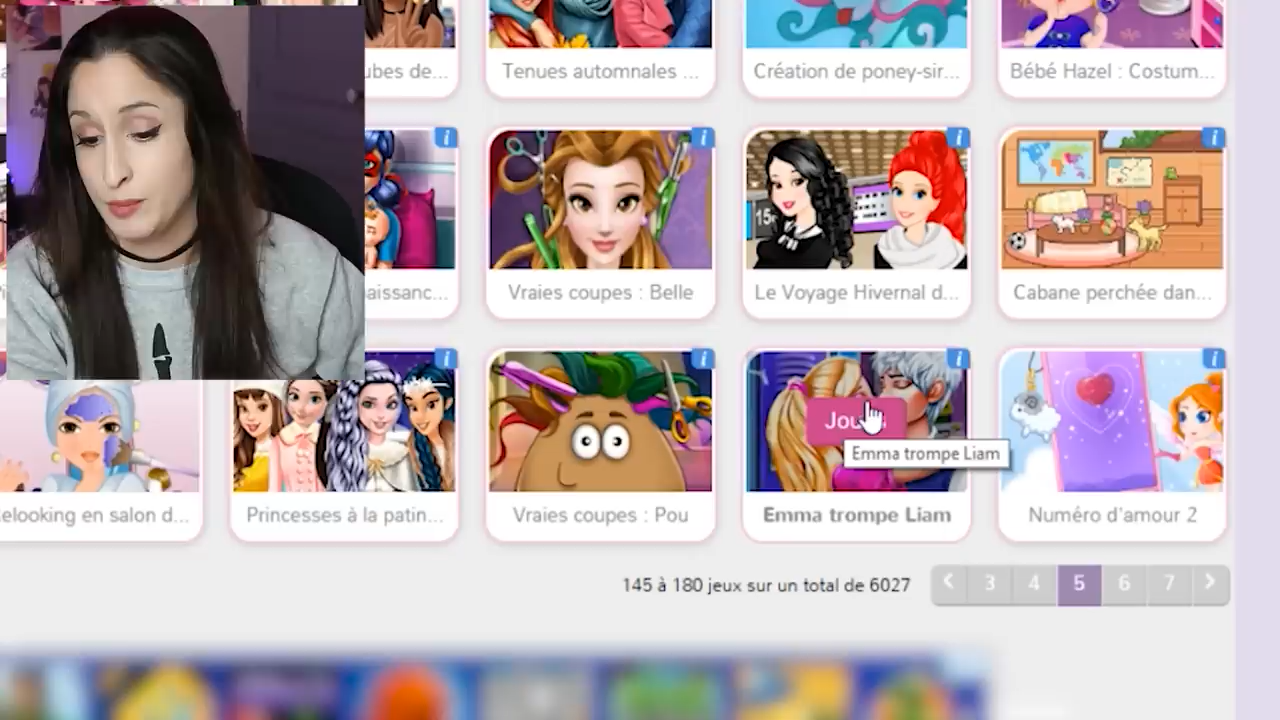 ubes de...
Tenues automnales ...
Création de poney-sir...
Bébé Hazel : Costum...
aissanc...
Vraies coupes : Belle
Le Voyage Hivernal d...
Cabane perchée dan...
15
Jou
Emma trompe Liam
elooking en salon d...
Princesses à la patin...
Vraies coupes : Pou
Emma trompe Liam
Numéro d'amour 2
145 à 180 jeux sur un total de 6027
< 3 4 5 6 7 >